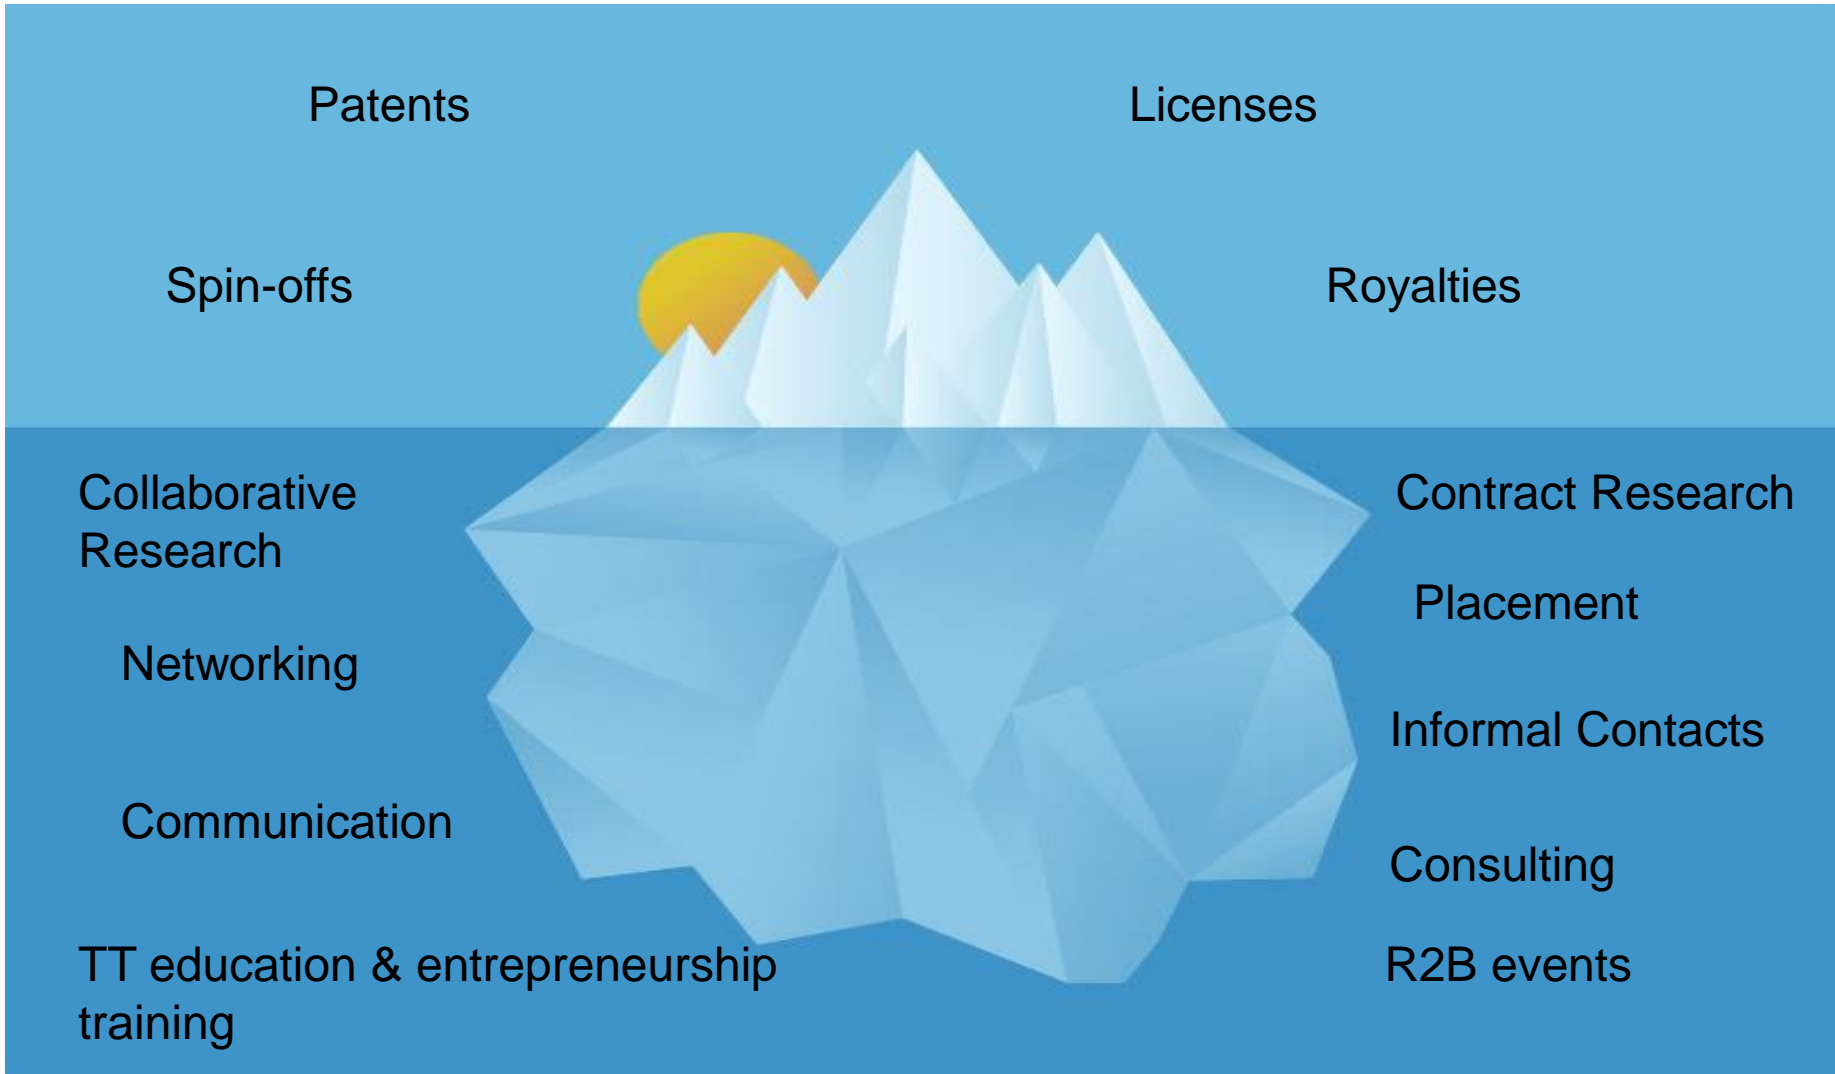 Patents
Licenses
Spin-offs
Royalties
Collaborative
Research
Contract Research
Placement
Networking
Informal Contacts
Communication
Consulting
TT education & entrepreneurship
training
R2B events